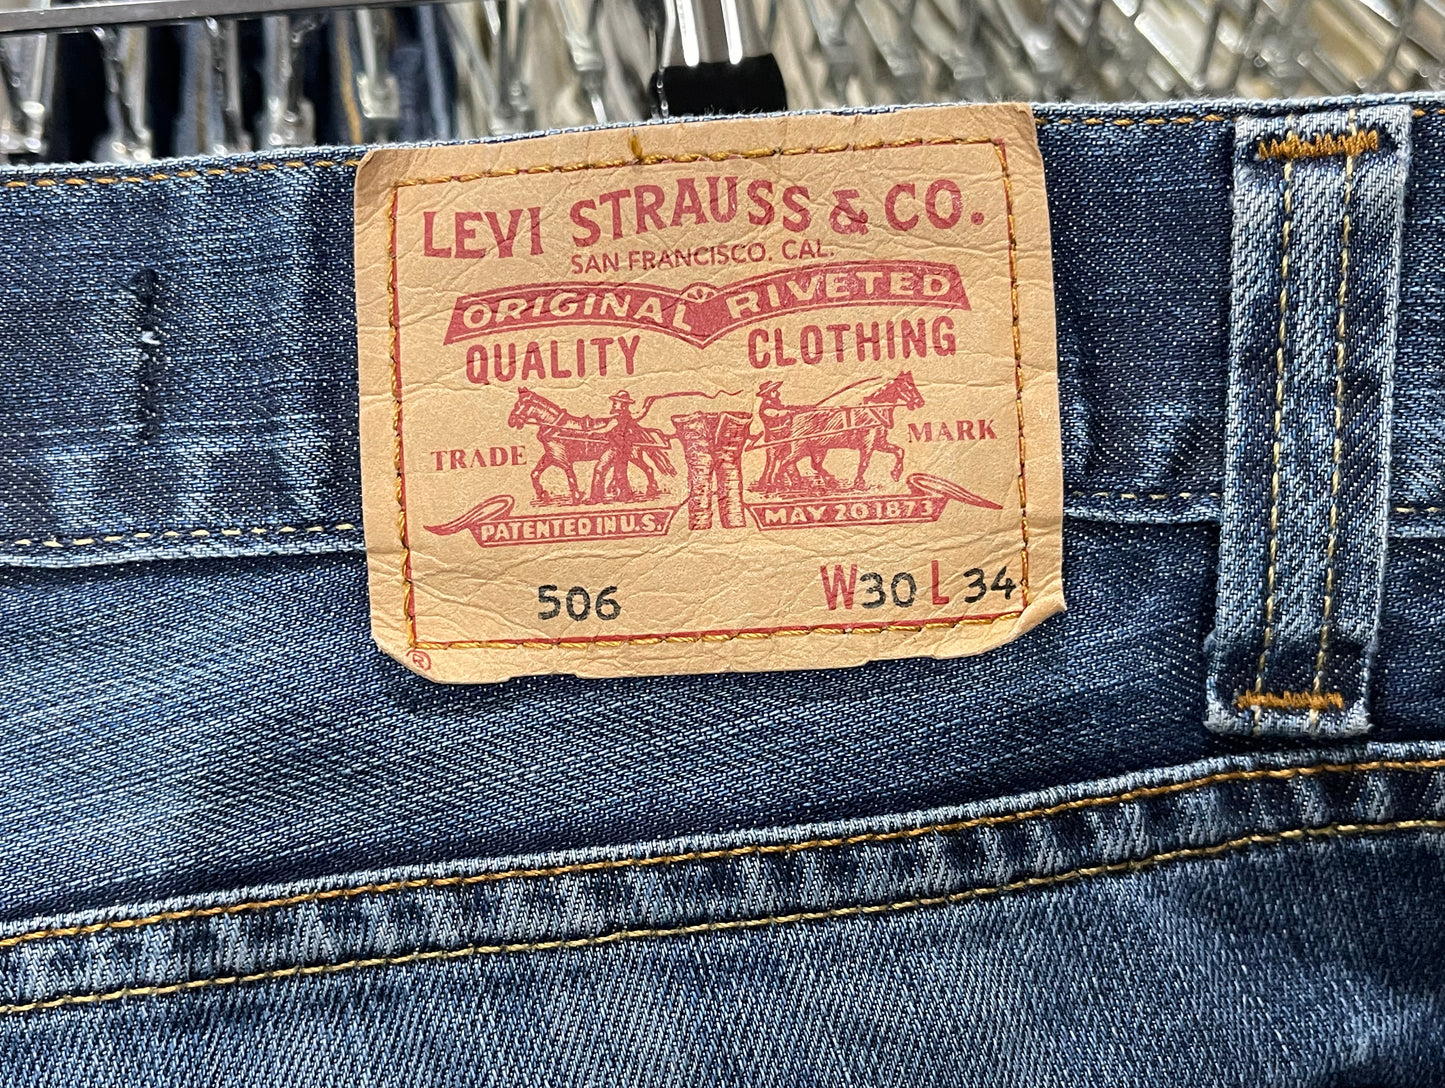 LEVI STRAUSS & CO.
SAN FRANCISCO. CAL.
ORIGINAL RIVETED
QUALITY CLOTHING
TRADE MARK
PATENTED IN U.S. MAY 20 1873
506 W30 L 34
®